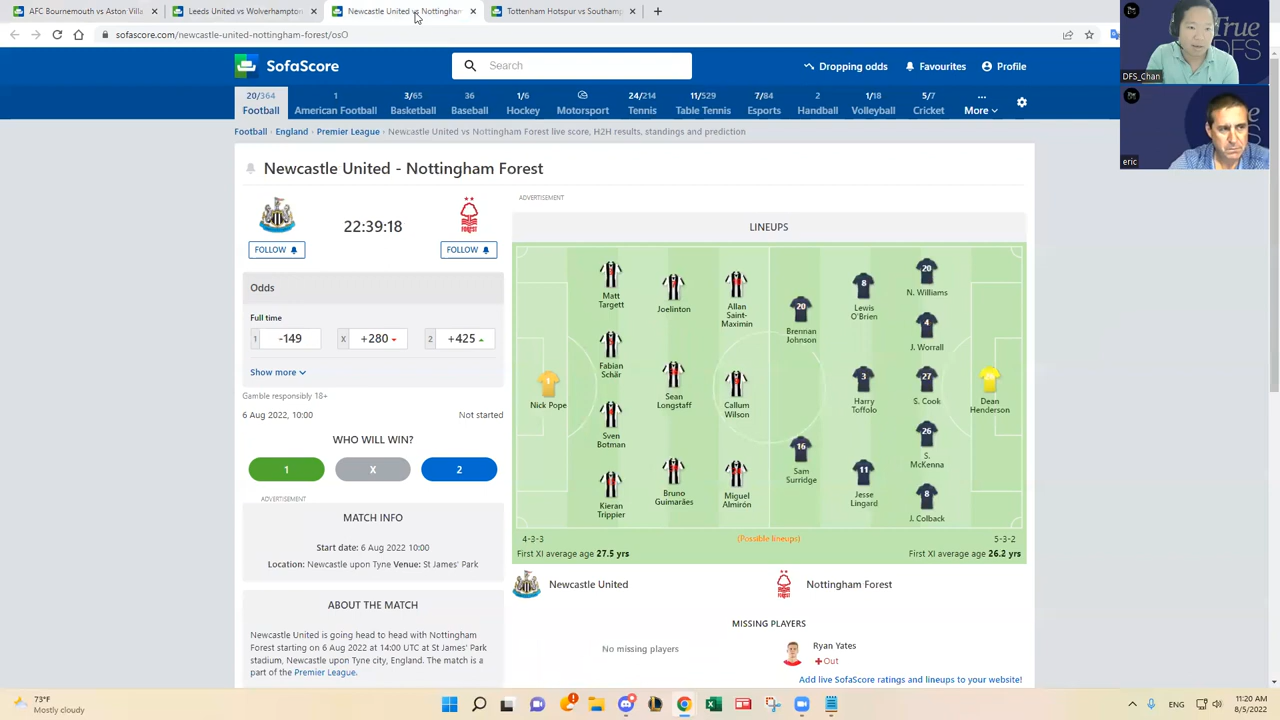 AFC Bournemouth vs Aston Villa
Leeds United vs Wolverhampton
Newcastle United vs Nottingham
Tottenham Hotspur vs Southamp
sofascore.com/newcastle-united-nottingham-forest/osO
True
DFS
DFS_Chan
eric
SofaScore
Search
Dropping odds
Favourites
Profile
20/364
Football
1
American Football
3/65
Basketball
36
Baseball
1/6
Hockey
Motorsport
24/214
Tennis
11/529
Table Tennis
7/84
Esports
2
Handball
1/18
Volleyball
5/7
Cricket
...
More
Football
England
Premier League
Newcastle United vs Nottingham Forest live score, H2H results, standings and prediction
Newcastle United - Nottingham Forest
22:39:18
FOLLOW
FOLLOW
Odds
Full time
1 -149
X +280
2 +425
Show more
Gamble responsibly 18+
6 Aug 2022, 10:00
Not started
WHO WILL WIN?
1
X
2
ADVERTISEMENT
MATCH INFO
Start date: 6 Aug 2022 10:00
Location: Newcastle upon Tyne Venue: St James' Park
ABOUT THE MATCH
Newcastle United is going head to head with Nottingham
Forest starting on 6 Aug 2022 at 14:00 UTC at St James' Park
stadium, Newcastle upon Tyne city, England. The match is a
part of the Premier League.
ADVERTISEMENT
LINEUPS
Nick Pope
Matt
Targett
Fabian
Schär
Sven
Botman
Kieran
Trippier
Joelinton
Sean
Longstaff
Bruno
Guimarães
Allan
Saint-
Maximin
Callum
Wilson
Miguel
Almirón
20
Brennan
Johnson
16
Sam
Surridge
8
Lewis
O'Brien
3
Harry
Toffolo
11
Jesse
Lingard
20
N. Williams
4
J. Worrall
27
S. Cook
26
S.
McKenna
8
J. Colback
Dean
Henderson
4-3-3
(Possible lineups)
5-3-2
First XI average age 27.5 yrs
First XI average age 26.2 yrs
Newcastle United
Nottingham Forest
MISSING PLAYERS
No missing players
Ryan Yates
Out
Add live SofaScore ratings and lineups to your website!
73°F
Mostly cloudy
ENG
11:20 AM
8/5/2022